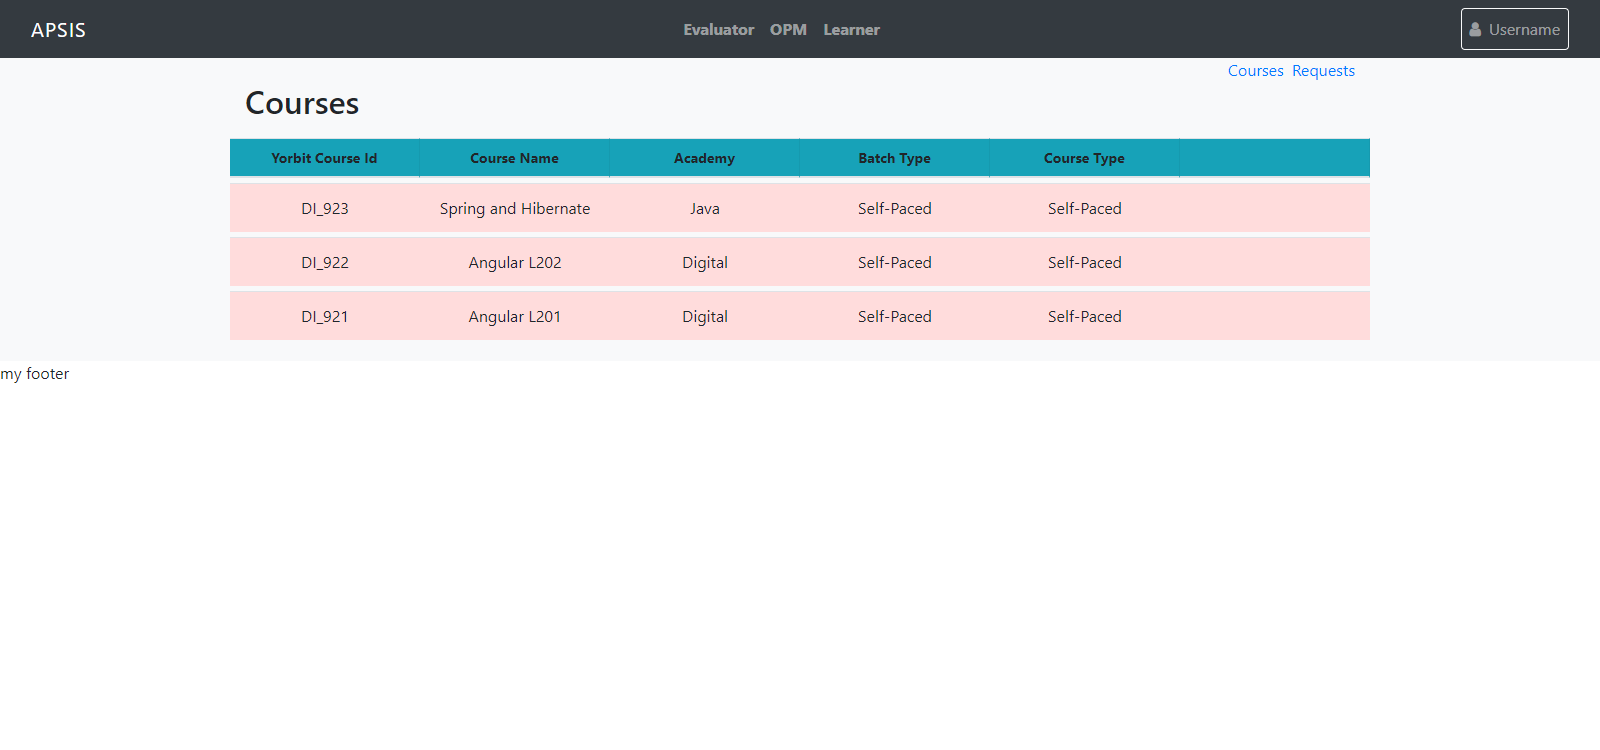 APSIS Evaluator OPM Learner Username
Courses Requests
Courses
Yorbit Course Id Course Name Academy Batch Type Course Type
DI_923 Spring and Hibernate Java Self-Paced Self-Paced
DI_922 Angular L202 Digital Self-Paced Self-Paced
DI_921 Angular L201 Digital Self-Paced Self-Paced
my footer